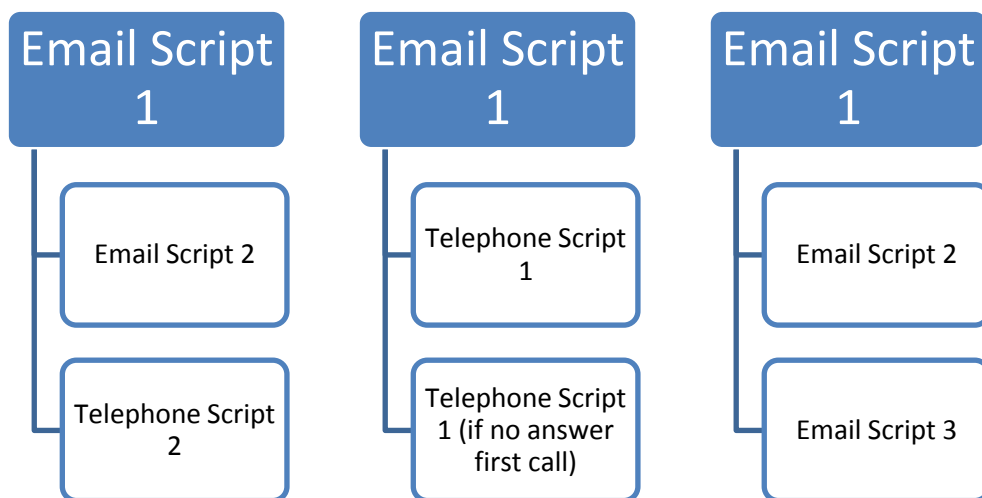 Email Script
1
Email Script 2
Telephone Script
2
Email Script
1
Telephone Script
1
Telephone Script
1 (if no answer
first call)
Email Script
1
Email Script 2
Email Script 3